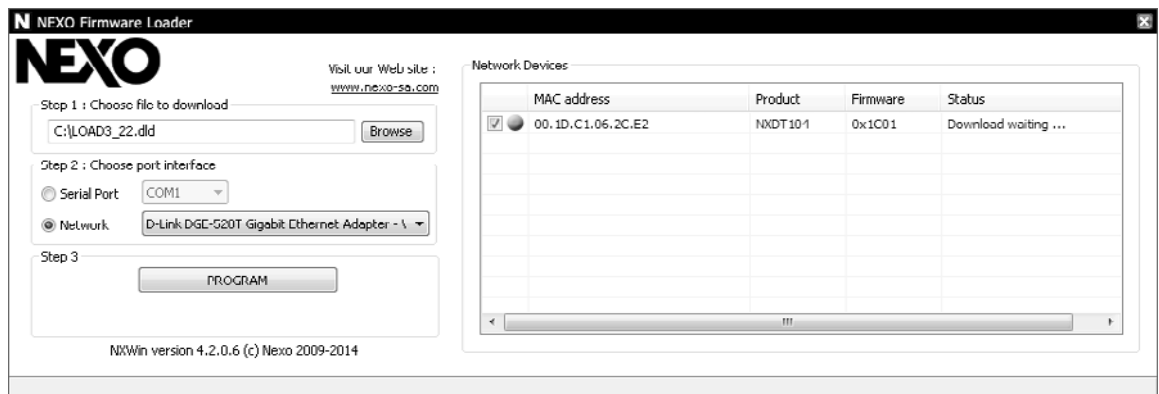 NEXO Firmware Loader
NEXO
Visit our Web site :
www.nexo-sa.com
Step 1 : Choose file to download
C:\LOAD3_22.dld
Browse
Step 2 : Choose port interface
Serial Port
COM1
Network
D-Link DGE-520T Gigabit Ethernet Adapter - \
Step 3
PROGRAM
NXWin version 4.2.0.6 (c) Nexo 2009-2014
Network Devices
MAC address Product Firmware Status
00.1D.C1.06.2C.E2 NXDT104 0x1C01 Download waiting ...